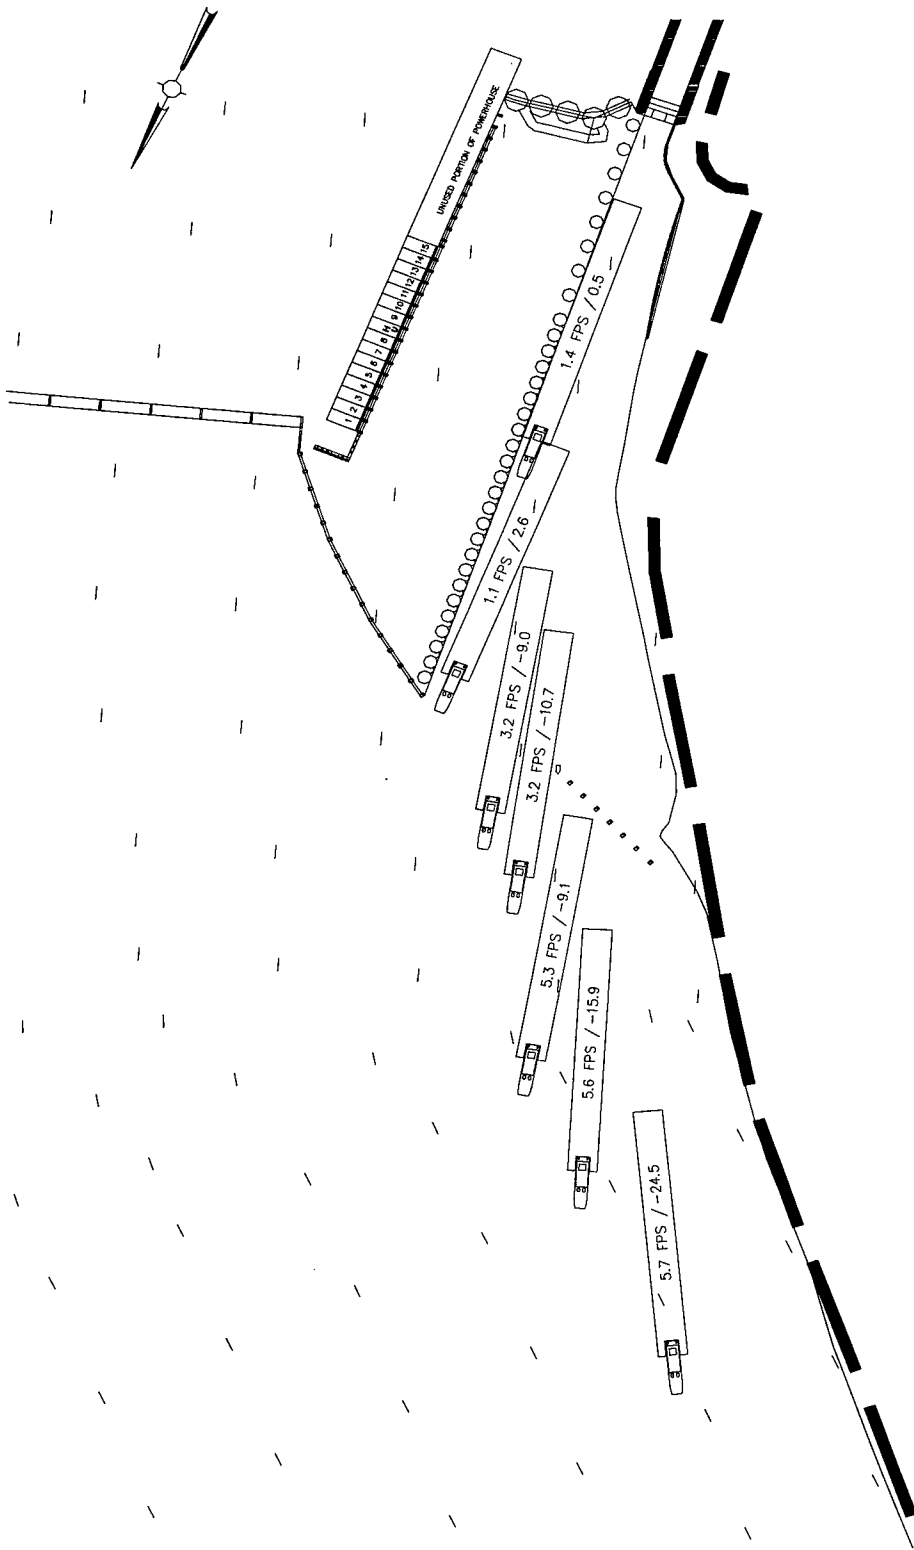 UNUSED PORTION OF POWERHOUSE
1 2 3 4 5 6 7 8 H U 9 10 11 12 13 14 15
1.4 FPS / 0.5
1.1 FPS / 2.6
3.2 FPS / -9.0
3.2 FPS / -10.7
5.3 FPS / -9.1
5.6 FPS / -15.9
5.7 FPS / -24.5